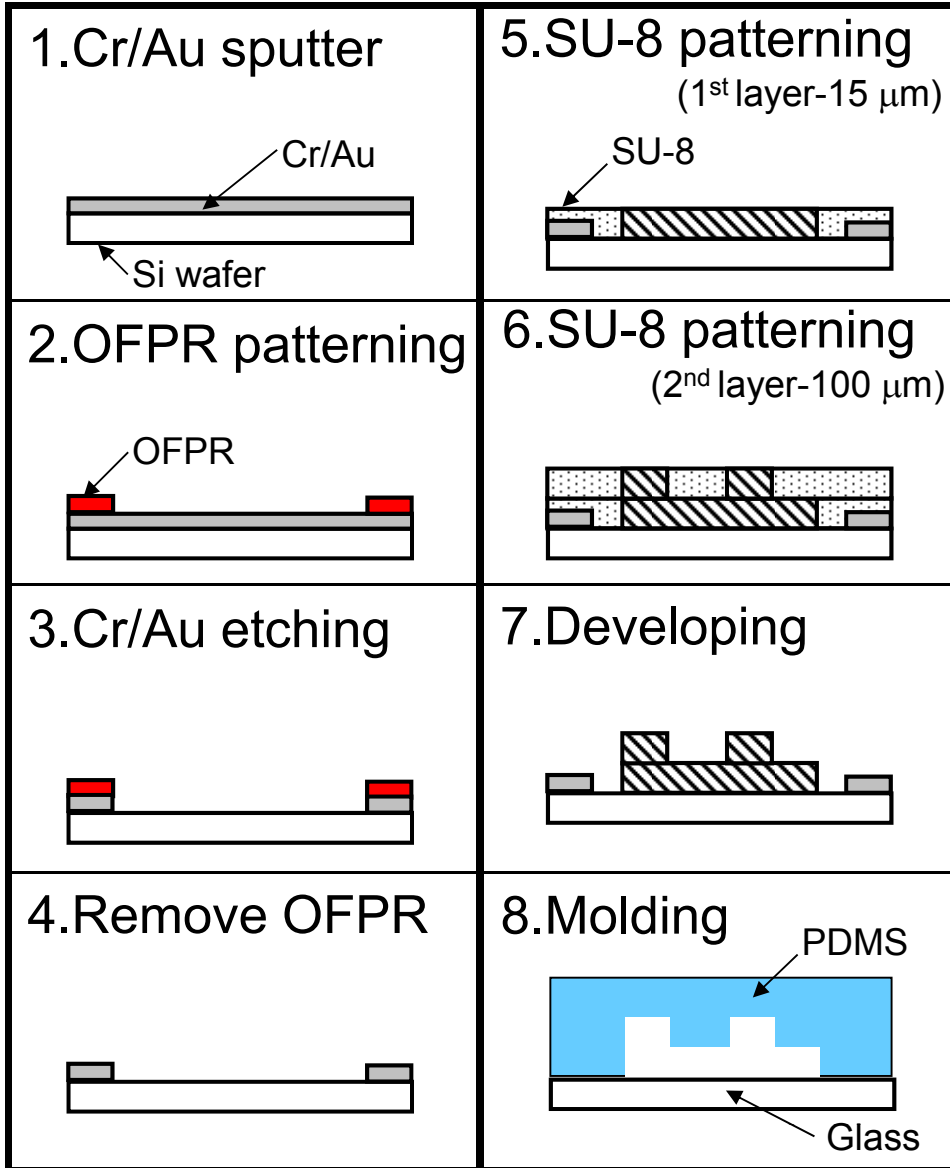 1.Cr/Au sputter
Cr/Au
Si wafer
2.OFPR patterning
OFPR
3.Cr/Au etching
4.Remove OFPR
5.SU-8 patterning
(1st layer-15 μm)
SU-8
6.SU-8 patterning
(2nd layer-100 μm)
7.Developing
8.Molding
PDMS
Glass